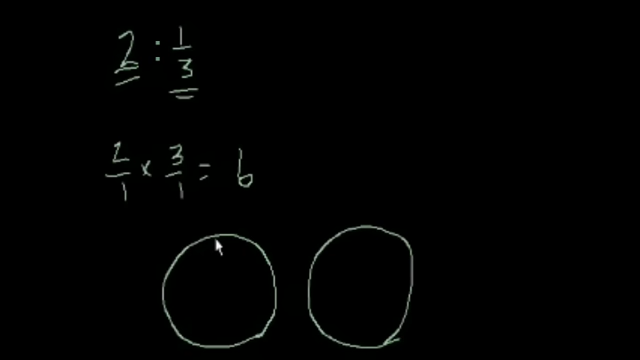 2 : 1/3
2/1 x 3/1 = 6